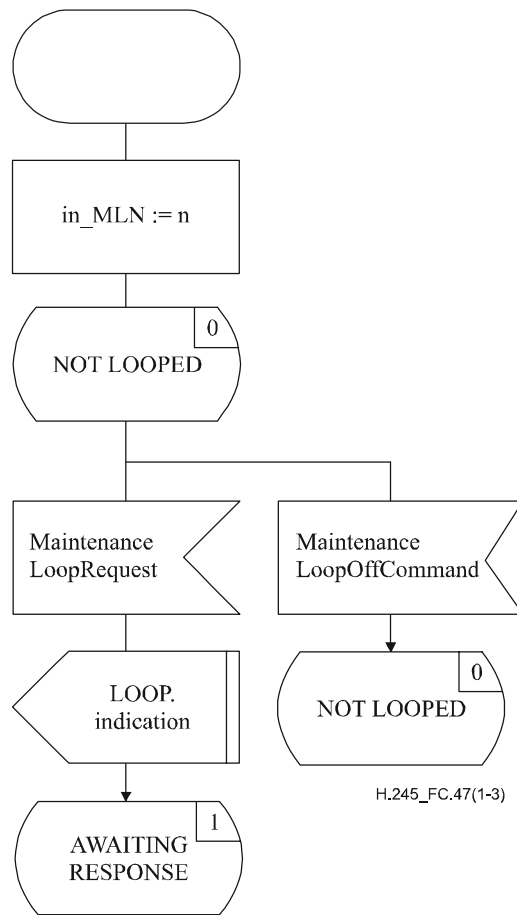 in_MLN := n
0
NOT LOOPED
Maintenance
LoopRequest
Maintenance
LoopOffCommand
LOOP.
indication
0
NOT LOOPED
H.245_FC.47(1-3)
1
AWAITING
RESPONSE